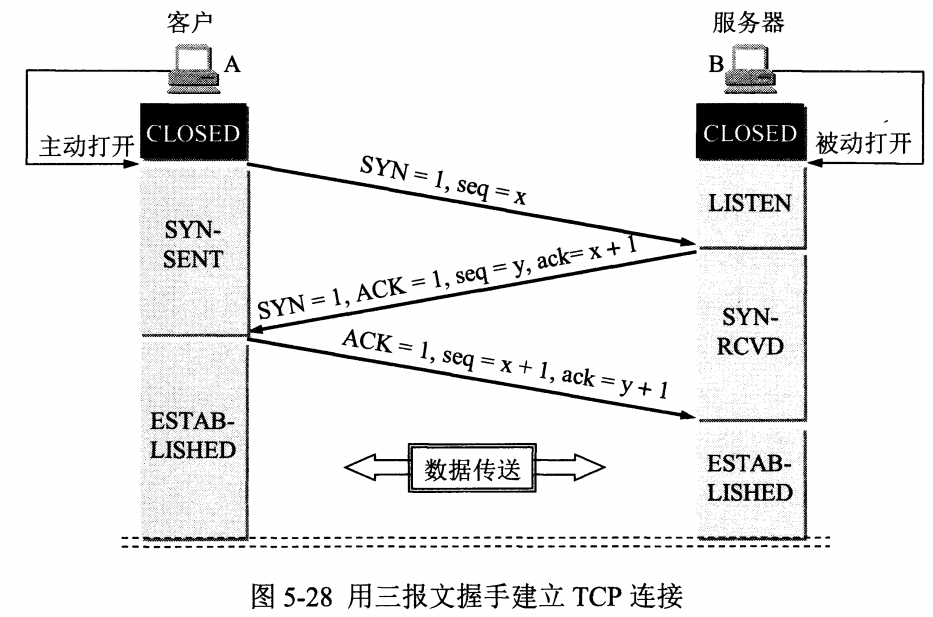 客户
服务器
A
B
CLOSED
CLOSED
主动打开
被动打开
SYN = 1, seq = x
LISTEN
SYN-
SENT
SYN = 1, ACK = 1, seq = y, ack= x + 1
SYN-
RCVD
ACK = 1, seq = x + 1, ack = y + 1
ESTAB-
LISHED
数据传送
ESTAB-
LISHED
图 5-28 用三报文握手建立 TCP 连接